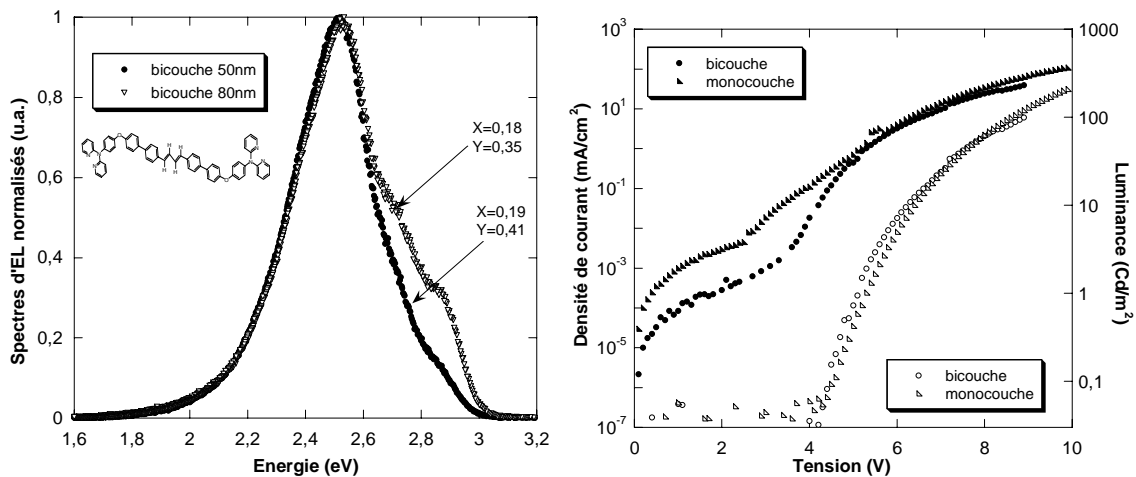 Spectres d'EL normalisés (u.a.)
1
0,8
0,6
0,4
0,2
0
bicouche 50nm
bicouche 80nm
X=0,18
Y=0,35
X=0,19
Y=0,41
1,6 1,8 2 2,2 2,4 2,6 2,8 3 3,2
Energie (eV)
Densité de courant (mA/cm²)
10³
10¹
10⁻¹
10⁻³
10⁻⁵
10⁻⁷
bicouche
monocouche
bicouche
monocouche
0 2 4 6 8 10
Tension (V)
1000
100
10
1
0,1
Luminance (Cd/m²)